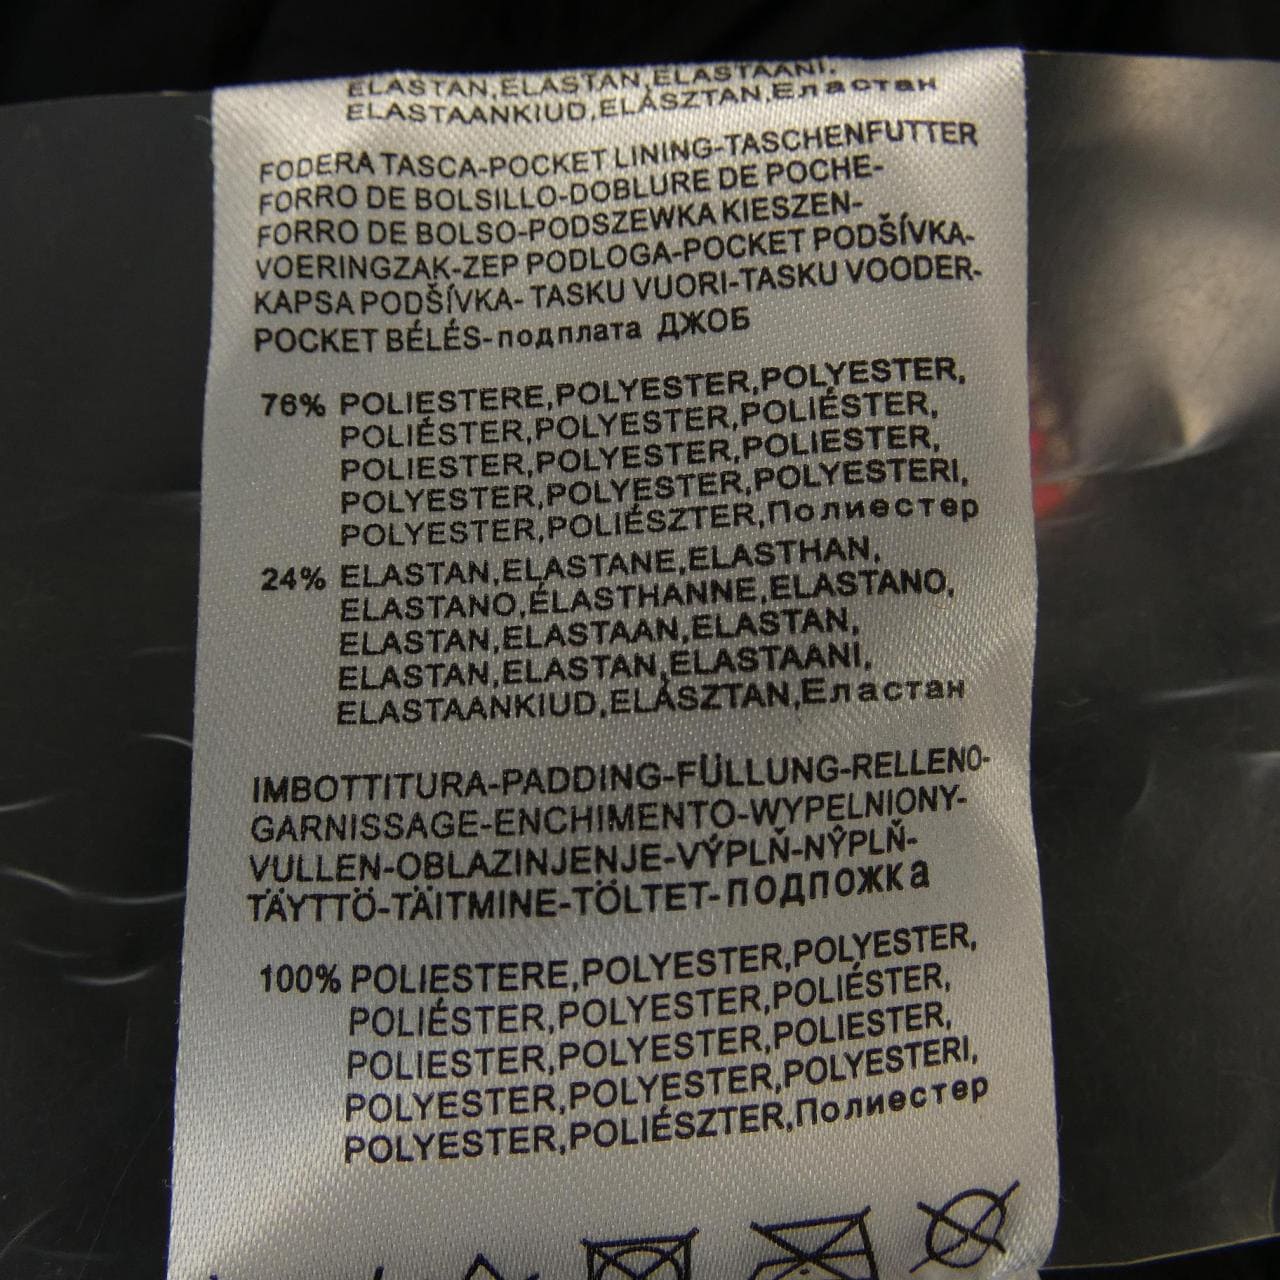 ELASTAN,ELASTAN,ELASTAANI,
ELASTAANKIUD,ELÁSZTAN,Еластан
FODERA TASCA-POCKET LINING-TASCHENFUTTER
FORRO DE BOLSILLO-DOBLURE DE POCHE-
FORRO DE BOLSO-PODSZEWKA KIESZEN-
VOERINGZAK-ZEP PODLOGA-POCKET PODŠÍVKA-
KAPSA PODŠÍVKA- TASKU VUORI-TASKU VOODER-
POCKET BÉLÉS-подплата ДЖОБ
76% POLIESTERE,POLYESTER,POLYESTER,
POLIÉSTER,POLYESTER,POLIÉSTER,
POLIESTER,POLYESTER,POLIESTER,
POLYESTER,POLYESTER,POLYESTERI,
POLYESTER,POLIÉSZTER,Полиестер
24% ELASTAN,ELASTANE,ELASTHAN,
ELASTANO,ÉLASTHANNE,ELASTANO,
ELASTAN,ELASTAAN,ELASTAN,
ELASTAN,ELASTAN,ELASTAANI,
ELASTAANKIUD,ELÁSZTAN,Еластан
IMBOTTITURA-PADDING-FÜLLUNG-RELLENO-
GARNISSAGE-ENCHIMENTO-WYPELNIONY-
VULLEN-OBLAZINJENJE-VÝPLŇ-NÝPLŇ-
TÄYTTÖ-TÄITMINE-TÖLTET-подпожка
100% POLIESTERE,POLYESTER,POLYESTER,
POLIÉSTER,POLYESTER,POLIÉSTER,
POLIESTER,POLYESTER,POLIESTER,
POLYESTER,POLYESTER,POLYESTERI,
POLYESTER,POLIÉSZTER,Полиестер